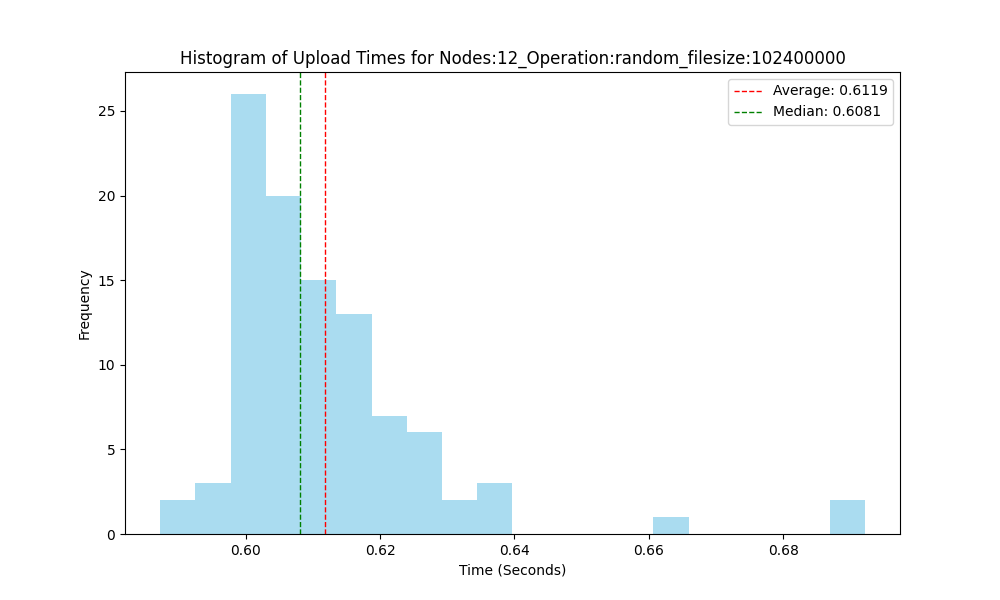 Histogram of Upload Times for Nodes:12_Operation:random_filesize:102400000
Average: 0.6119
Median: 0.6081
Frequency
25
20
15
10
5
0
0.60 0.62 0.64 0.66 0.68
Time (Seconds)